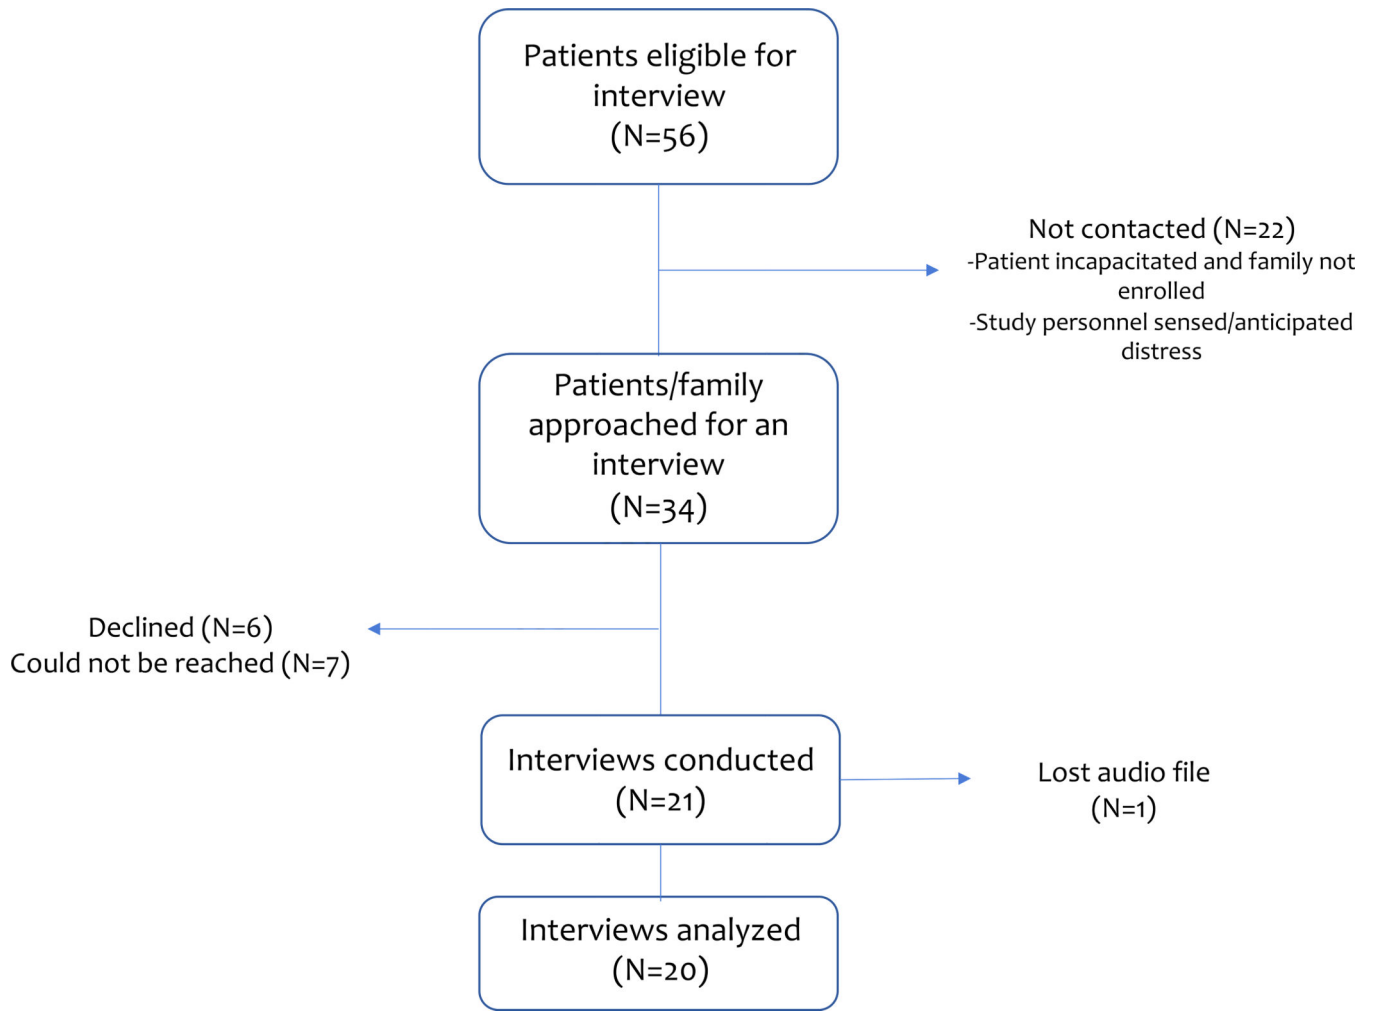 Patients eligible for
interview
(N=56)
Not contacted (N=22)
-Patient incapacitated and family not
enrolled
-Study personnel sensed/anticipated
distress
Patients/family
approached for an
interview
(N=34)
Declined (N=6)
Could not be reached (N=7)
Interviews conducted
(N=21)
Lost audio file
(N=1)
Interviews analyzed
(N=20)